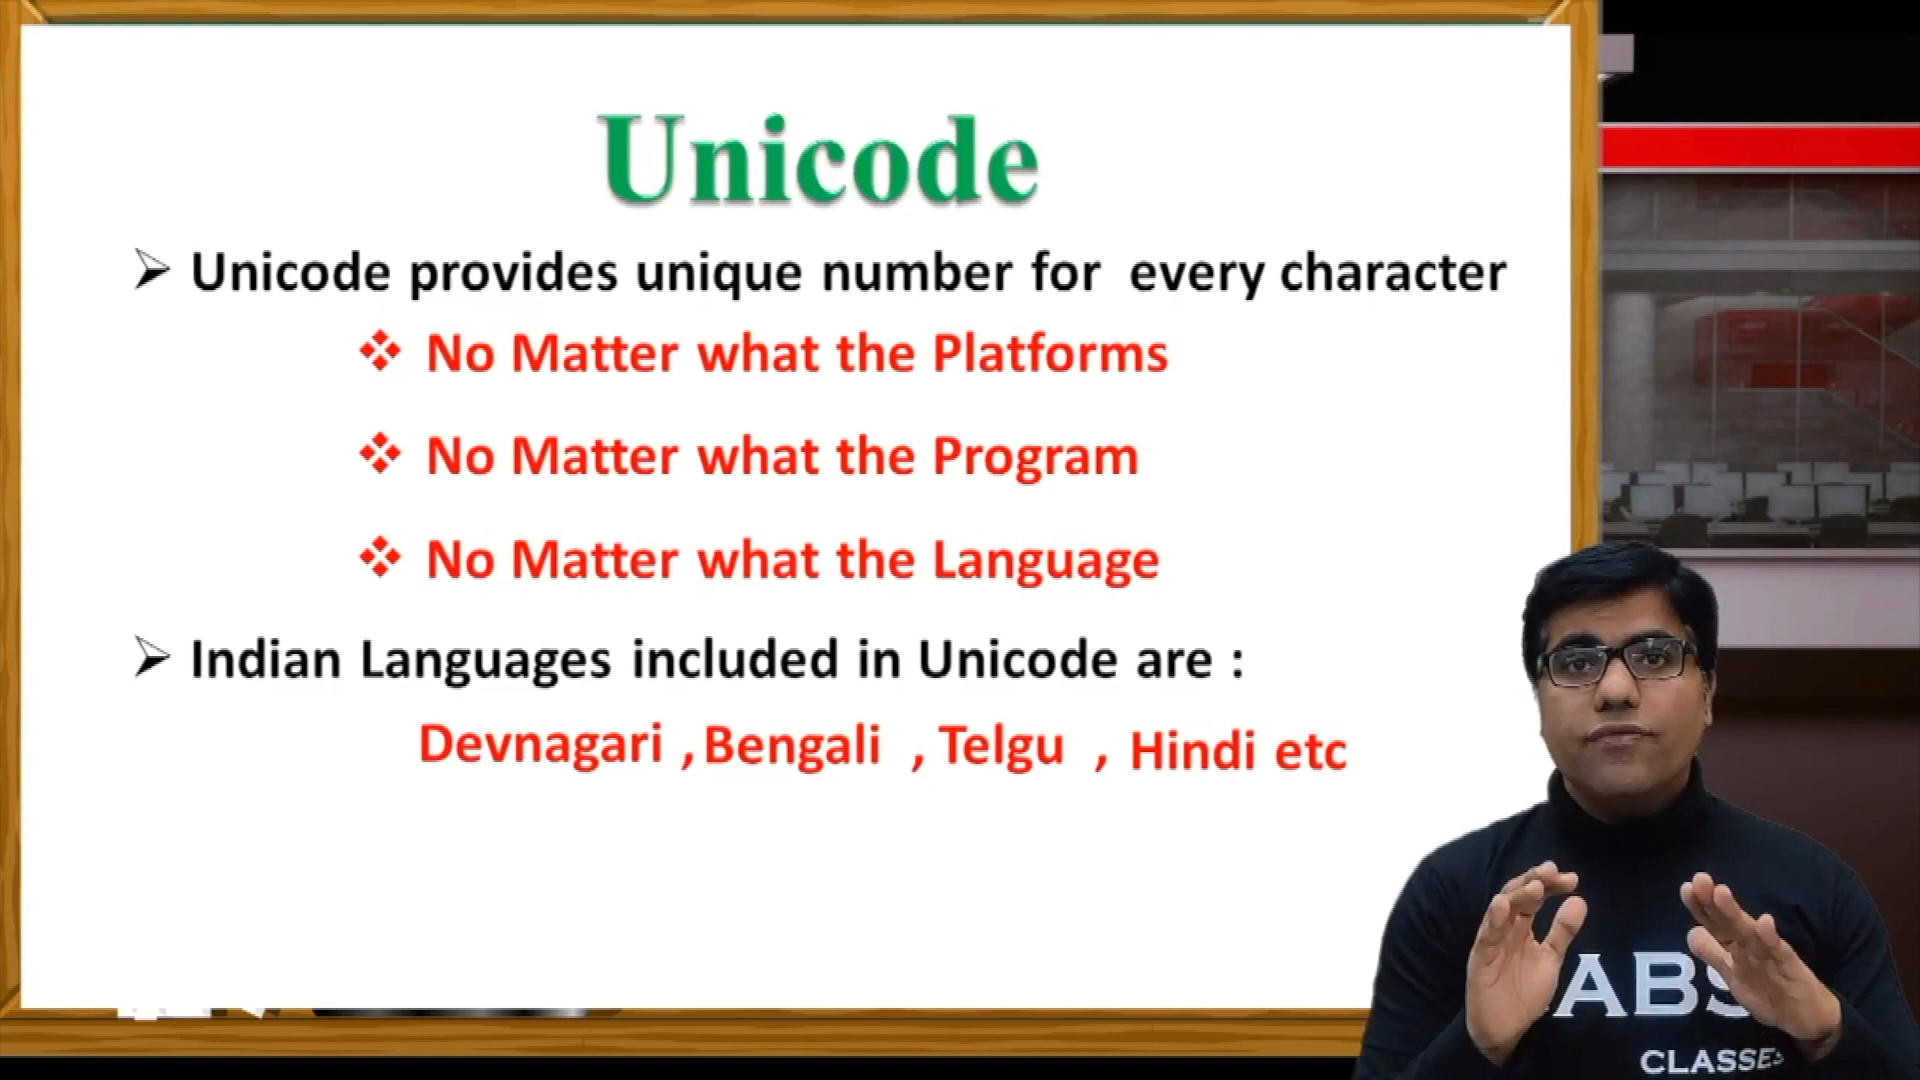 Unicode
Unicode provides unique number for every character
No Matter what the Platforms
No Matter what the Program
No Matter what the Language
Indian Languages included in Unicode are :
Devnagari , Bengali , Telgu , Hindi etc
ABS
CLASSES